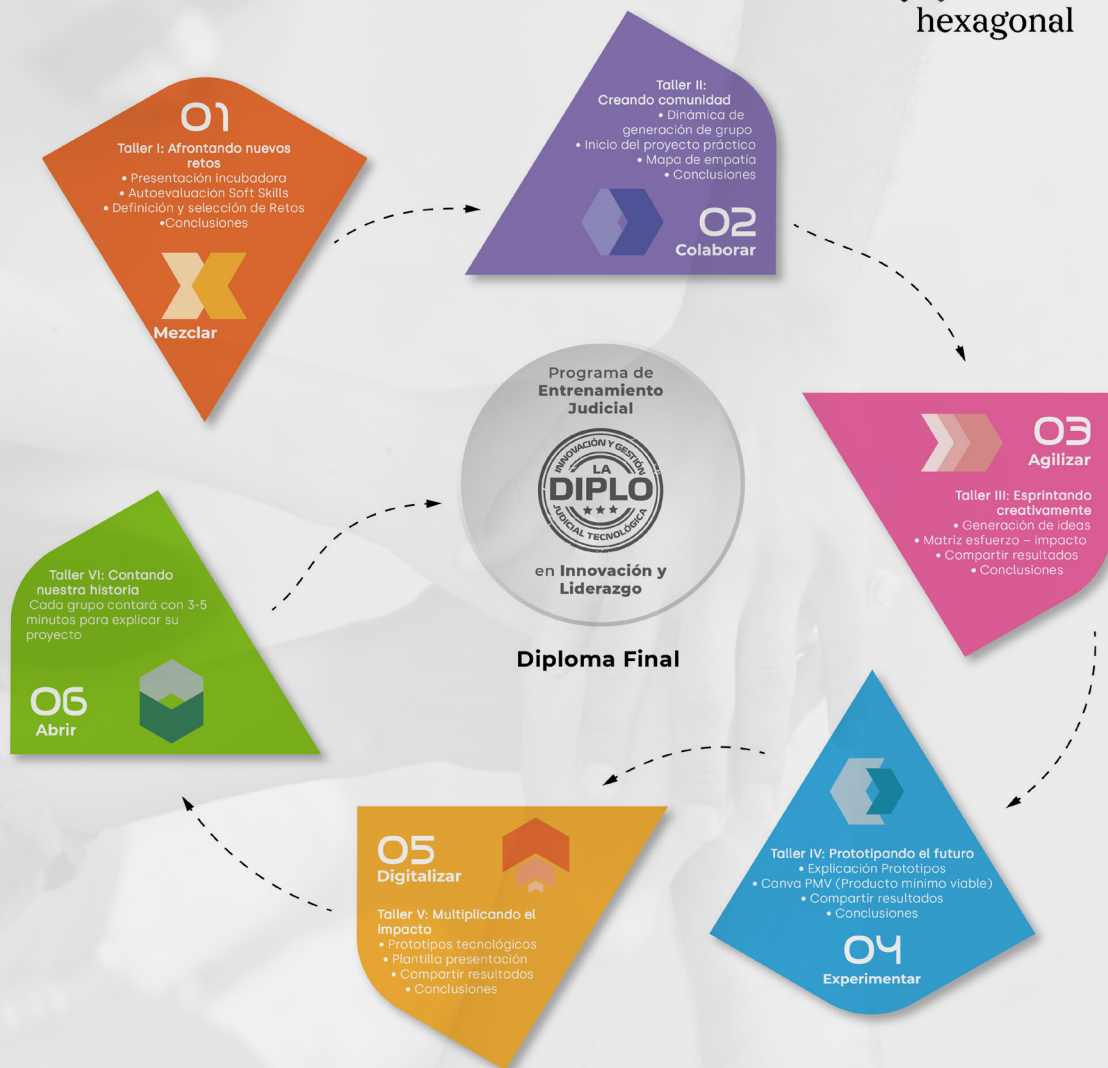 hexagonal
01
Taller I: Afrontando nuevos
retos
• Presentación incubadora
• Autoevaluación Soft Skills
• Definición y selección de Retos
•Conclusiones
Mezclar
Taller II:
Creando comunidad
• Dinámica de
generación de grupo
• Inicio del proyecto práctico
• Mapa de empatía
• Conclusiones
02
Colaborar
03
Agilizar
Taller III: Esprintando
creativamente
• Generación de ideas
• Matriz esfuerzo – impacto
• Compartir resultados
• Conclusiones
Taller IV: Prototipando el futuro
• Explicación Prototipos
• Canva PMV (Producto mínimo viable)
• Compartir resultados
• Conclusiones
04
Experimentar
05
Digitalizar
Taller V: Multiplicando el
impacto
• Prototipos tecnológicos
• Plantilla presentación
• Compartir resultados
• Conclusiones
Taller VI: Contando
nuestra historia
Cada grupo contará con 3-5
minutos para explicar su
proyecto
06
Abrir
Programa de
Entrenamiento
Judicial
INNOVACIÓN Y GESTIÓN
LA
DIPLO
JUDICIAL TECNOLÓGICA
en Innovación y
Liderazgo
Diploma Final